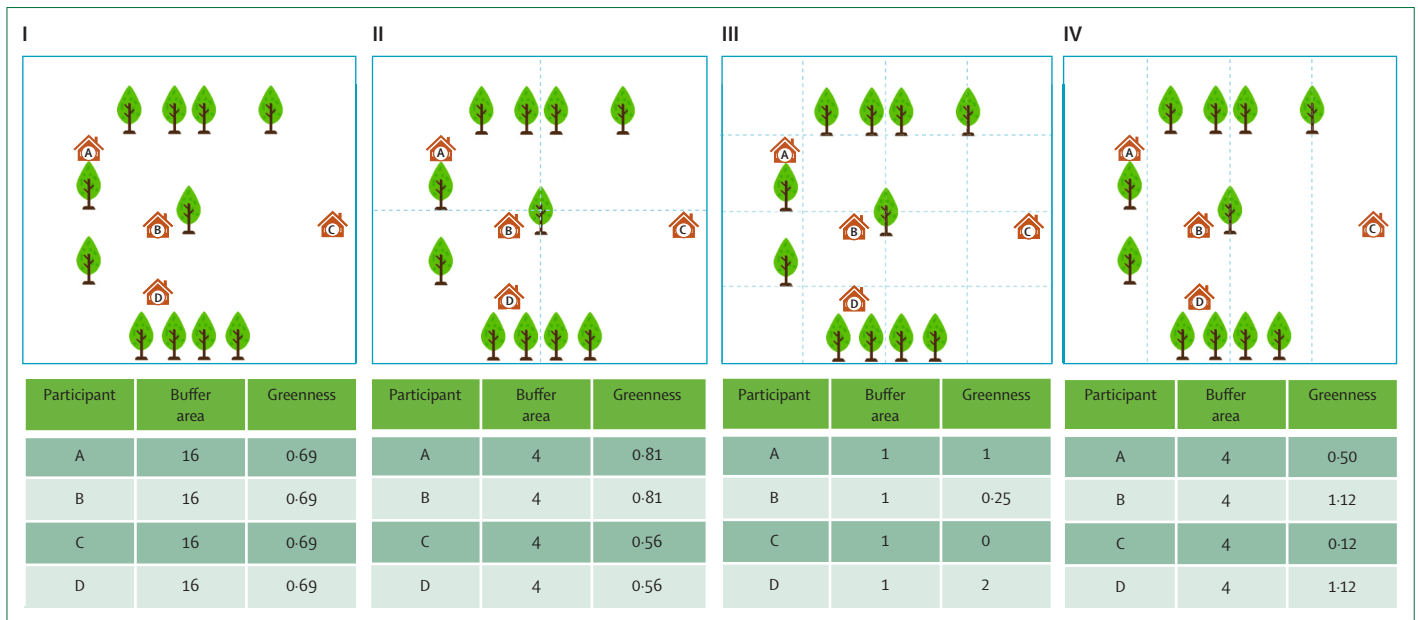 I II III IV
A A A A
B B B B
C C C C
D D D D
Participant Buffer area Greenness
A 16 0·69
B 16 0·69
C 16 0·69
D 16 0·69
Participant Buffer area Greenness
A 4 0·81
B 4 0·81
C 4 0·56
D 4 0·56
Participant Buffer area Greenness
A 1 1
B 1 0·25
C 1 0
D 1 2
Participant Buffer area Greenness
A 4 0·50
B 4 1·12
C 4 0·12
D 4 1·12